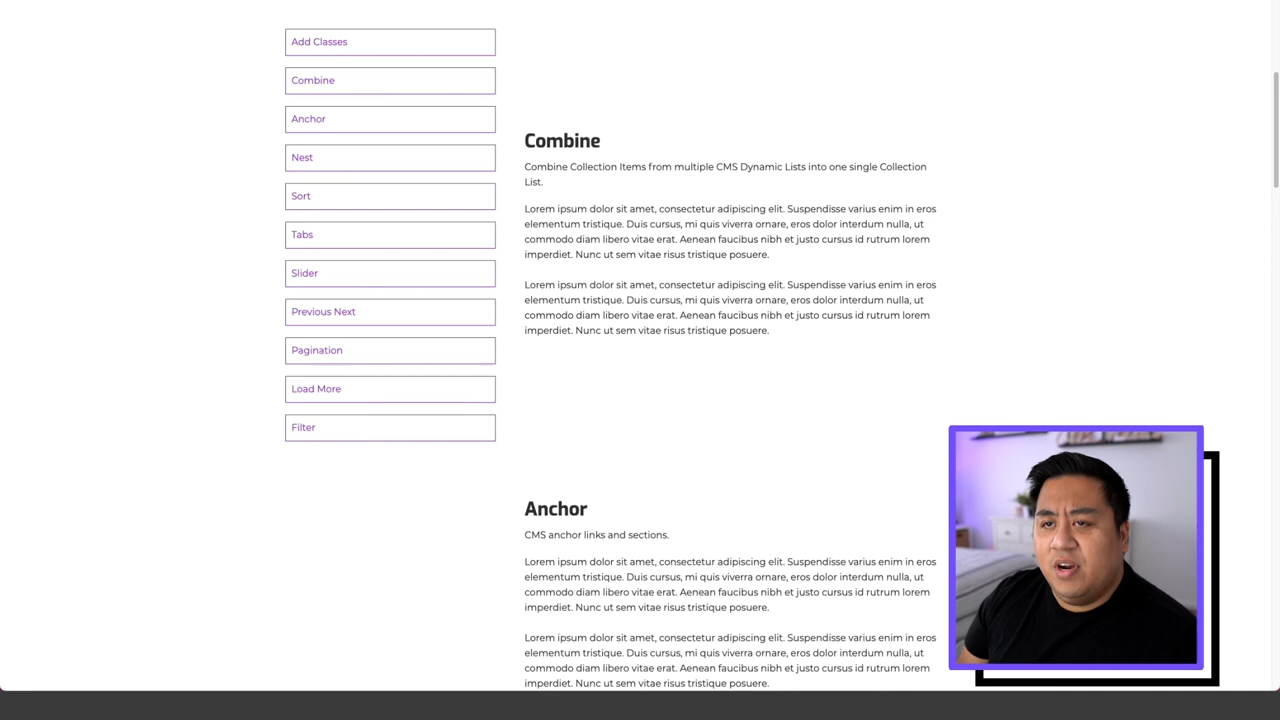 Add Classes
Combine
Anchor
Nest
Sort
Tabs
Slider
Previous Next
Pagination
Load More
Filter
Combine
Combine Collection Items from multiple CMS Dynamic Lists into one single Collection
List.
Lorem ipsum dolor sit amet, consectetur adipiscing elit. Suspendisse varius enim in eros
elementum tristique. Duis cursus, mi quis viverra ornare, eros dolor interdum nulla, ut
commodo diam libero vitae erat. Aenean faucibus nibh et justo cursus id rutrum lorem
imperdiet. Nunc ut sem vitae risus tristique posuere.
Lorem ipsum dolor sit amet, consectetur adipiscing elit. Suspendisse varius enim in eros
elementum tristique. Duis cursus, mi quis viverra ornare, eros dolor interdum nulla, ut
commodo diam libero vitae erat. Aenean faucibus nibh et justo cursus id rutrum lorem
imperdiet. Nunc ut sem vitae risus tristique posuere.
Anchor
CMS anchor links and sections.
Lorem ipsum dolor sit amet, consectetur adipiscing elit. Suspendisse varius enim in eros
elementum tristique. Duis cursus, mi quis viverra ornare, eros dolor interdum nulla, ut
commodo diam libero vitae erat. Aenean faucibus nibh et justo cursus id rutrum lorem
imperdiet. Nunc ut sem vitae risus tristique posuere.
Lorem ipsum dolor sit amet, consectetur adipiscing elit. Suspendisse varius enim in eros
elementum tristique. Duis cursus, mi quis viverra ornare, eros dolor interdum nulla, ut
commodo diam libero vitae erat. Aenean faucibus nibh et justo cursus id rutrum lorem
imperdiet. Nunc ut sem vitae risus tristique posuere.